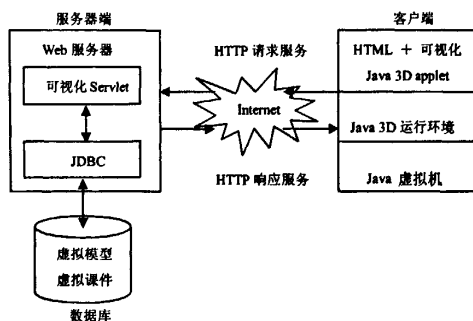 服务器端
客户端
Web 服务器
HTTP 请求服务
HTML ＋ 可视化
Java 3D applet
可视化 Servlet
Internet
Java 3D 运行环境
JDBC
HTTP 响应服务
Java 虚拟机
虚拟模型
虚拟课件
数据库